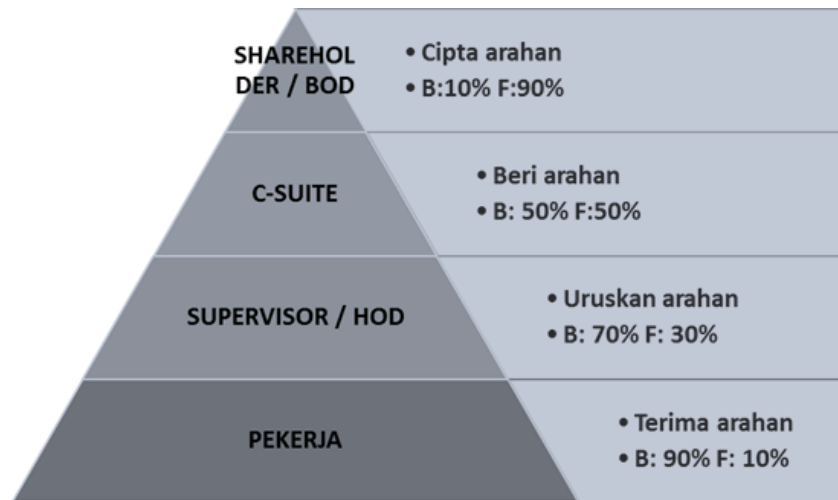 SHAREHOL
DER / BOD
• Cipta arahan
• B:10% F:90%
C-SUITE
• Beri arahan
• B: 50% F:50%
SUPERVISOR / HOD
• Uruskan arahan
• B: 70% F: 30%
PEKERJA
• Terima arahan
• B: 90% F: 10%